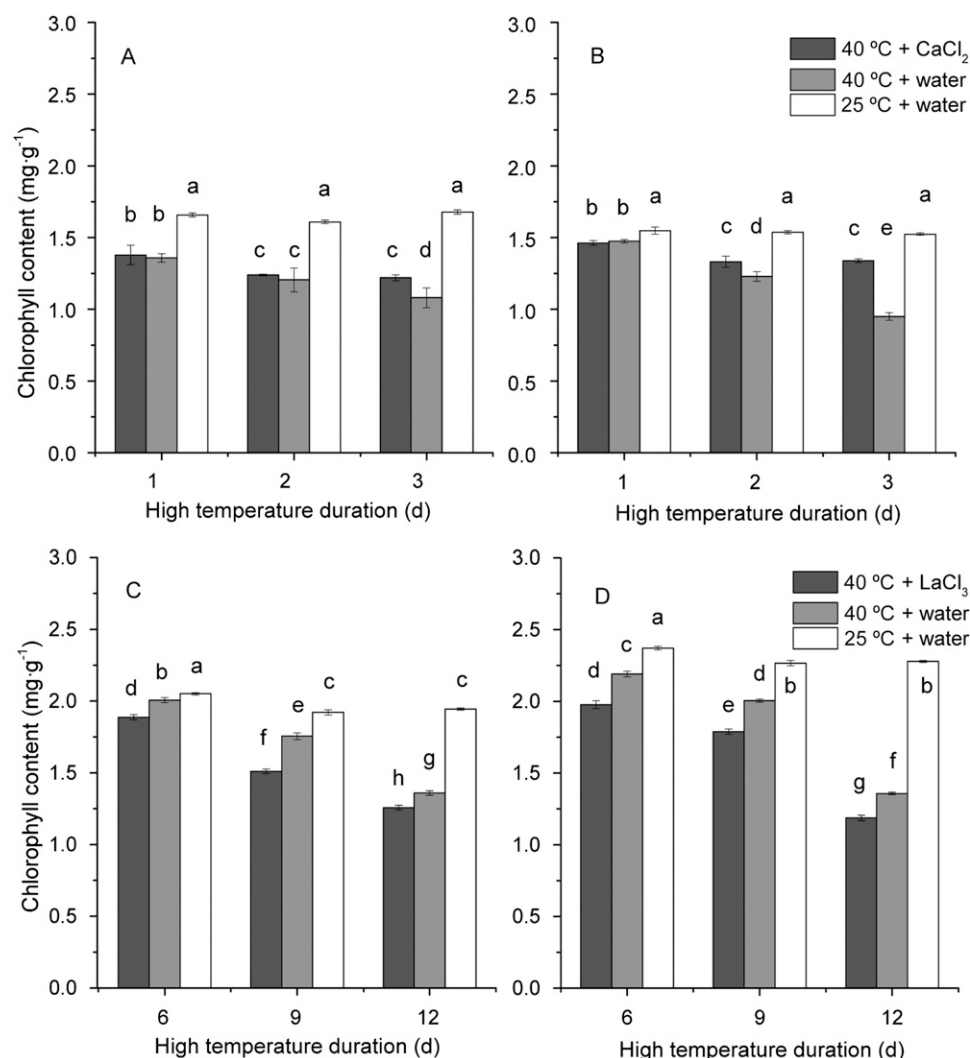 3.0
A
2.5
2.0
a
a
a
b
b
1.5
c
c
c
d
1.0
0.5
0.0
1
2
3
High temperature duration (d)
Chlorophyll content (mg·g⁻¹)
3.0
B
40 ºC + CaCl₂
40 ºC + water
25 ºC + water
2.5
2.0
b
b
a
c
d
a
c
e
a
1.5
1.0
0.5
0.0
1
2
3
High temperature duration (d)
3.0
C
2.5
d
b
a
f
e
c
h
g
c
2.0
1.5
1.0
0.5
0.0
6
9
12
High temperature duration (d)
Chlorophyll content (mg·g⁻¹)
3.0
D
40 ºC + LaCl₃
40 ºC + water
25 ºC + water
2.5
d
c
a
e
d
b
g
f
b
2.0
1.5
1.0
0.5
0.0
6
9
12
High temperature duration (d)